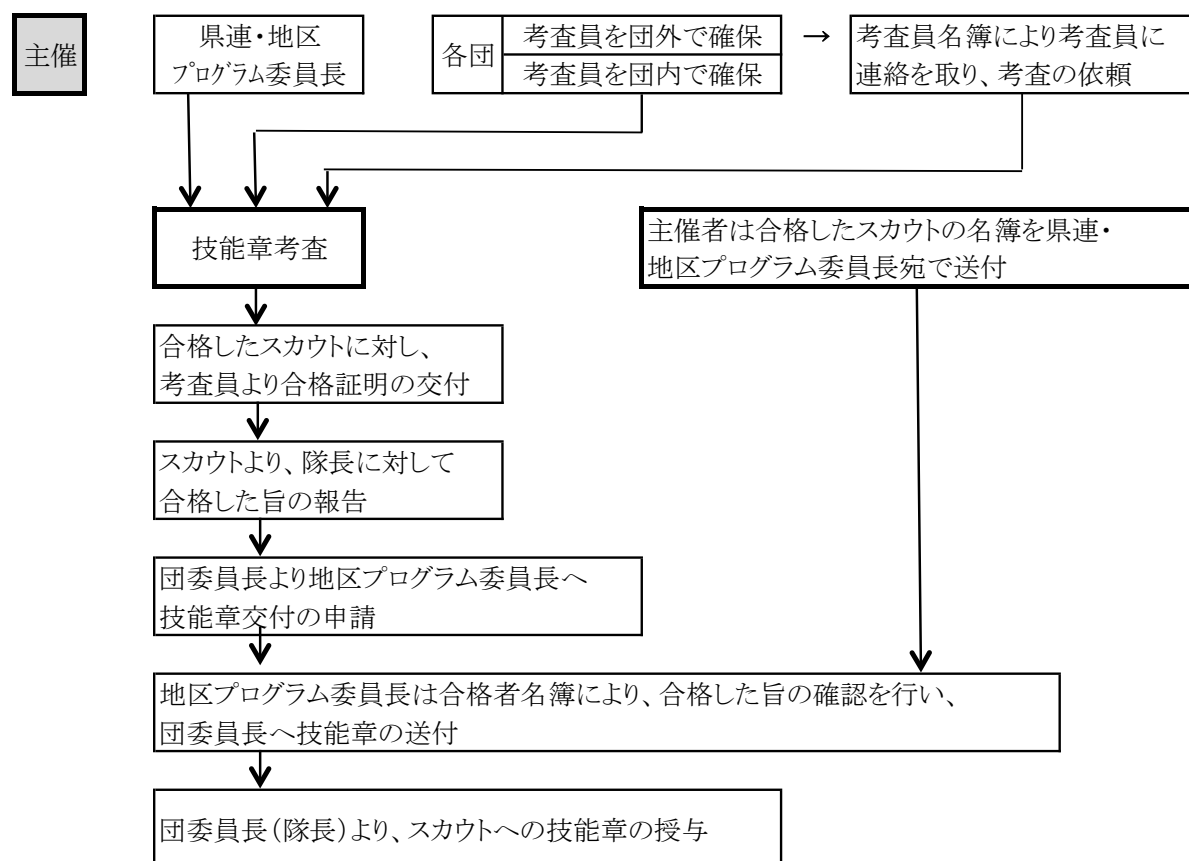 主催
県連・地区
プログラム委員長
各団
考査員を団外で確保
考査員を団内で確保
→
考査員名簿により考査員に
連絡を取り、考査の依頼
技能章考査
主催者は合格したスカウトの名簿を県連・
地区プログラム委員長宛で送付
合格したスカウトに対し、
考査員より合格証明の交付
スカウトより、隊長に対して
合格した旨の報告
団委員長より地区プログラム委員長へ
技能章交付の申請
地区プログラム委員長は合格者名簿により、合格した旨の確認を行い、
団委員長へ技能章の送付
団委員長(隊長)より、スカウトへの技能章の授与